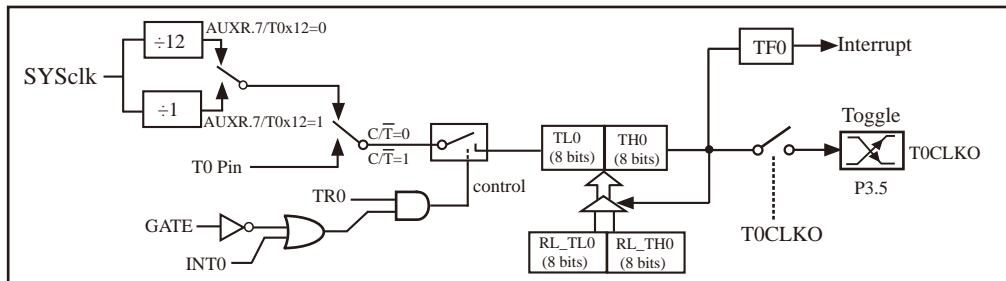 AUXR.7/T0x12=0
÷12
SYSclk
÷1
AUXR.7/T0x12=1
T0 Pin
C/T̅=0
C/T̅=1
control
TR0
GATE
INT0
TL0
(8 bits)
TH0
(8 bits)
RL_TL0
(8 bits)
RL_TH0
(8 bits)
TF0
Interrupt
Toggle
T0CLKO
P3.5
T0CLKO